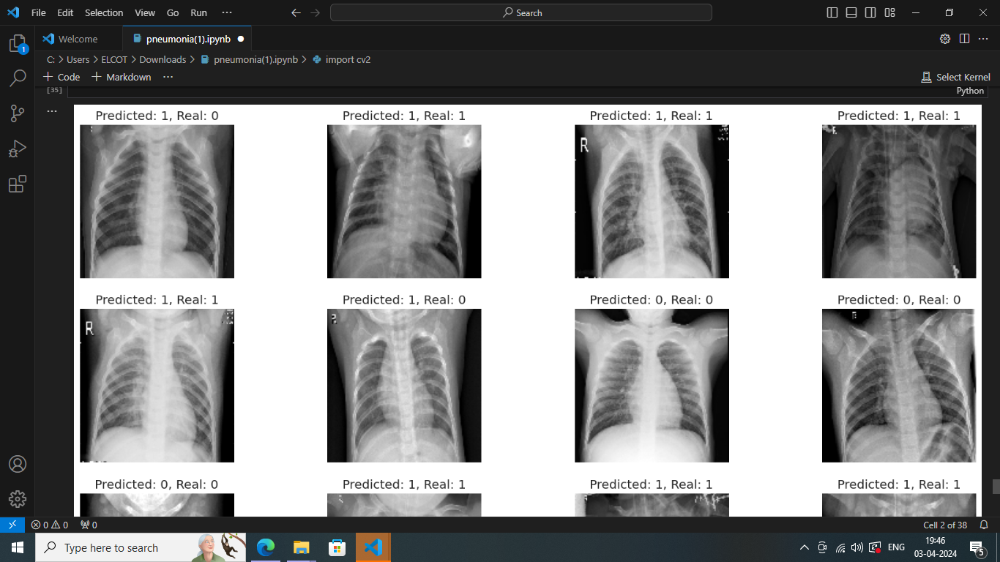 File Edit Selection View Go Run ··· Search
Welcome pneumonia(1).ipynb
C: > Users > ELCOT > Downloads > pneumonia(1).ipynb > import cv2
+ Code + Markdown ··· Select Kernel
[35] Python
Predicted: 1, Real: 0 Predicted: 1, Real: 1 Predicted: 1, Real: 1 Predicted: 1, Real: 1
R
Predicted: 1, Real: 1 Predicted: 1, Real: 0 Predicted: 0, Real: 0 Predicted: 0, Real: 0
R
Predicted: 0, Real: 0 Predicted: 1, Real: 1 Predicted: 1, Real: 1 Predicted: 1, Real: 1
1
0 0 0 Cell 2 of 38
Type here to search ENG 19:46
03-04-2024 5